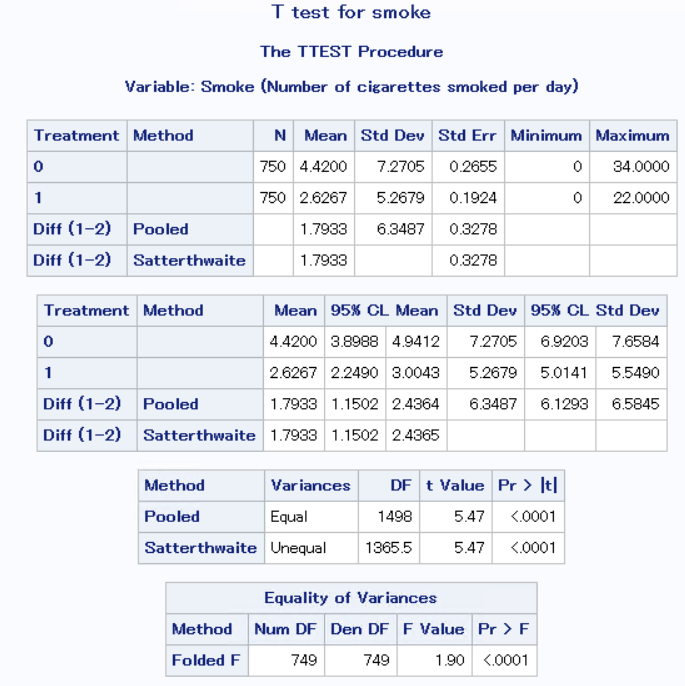 T test for smoke
The TTEST Procedure
Variable: Smoke (Number of cigarettes smoked per day)
Treatment Method N Mean Std Dev Std Err Minimum Maximum
0 750 4.4200 7.2705 0.2655 0 34.0000
1 750 2.6267 5.2679 0.1924 0 22.0000
Diff (1-2) Pooled 1.7933 6.3487 0.3278
Diff (1-2) Satterthwaite 1.7933 0.3278
Treatment Method Mean 95% CL Mean Std Dev 95% CL Std Dev
0 4.4200 3.8988 4.9412 7.2705 6.9203 7.6584
1 2.6267 2.2490 3.0043 5.2679 5.0141 5.5490
Diff (1-2) Pooled 1.7933 1.1502 2.4364 6.3487 6.1293 6.5845
Diff (1-2) Satterthwaite 1.7933 1.1502 2.4365
Method Variances DF t Value Pr > |t|
Pooled Equal 1498 5.47 <.0001
Satterthwaite Unequal 1365.5 5.47 <.0001
Equality of Variances
Method Num DF Den DF F Value Pr > F
Folded F 749 749 1.90 <.0001